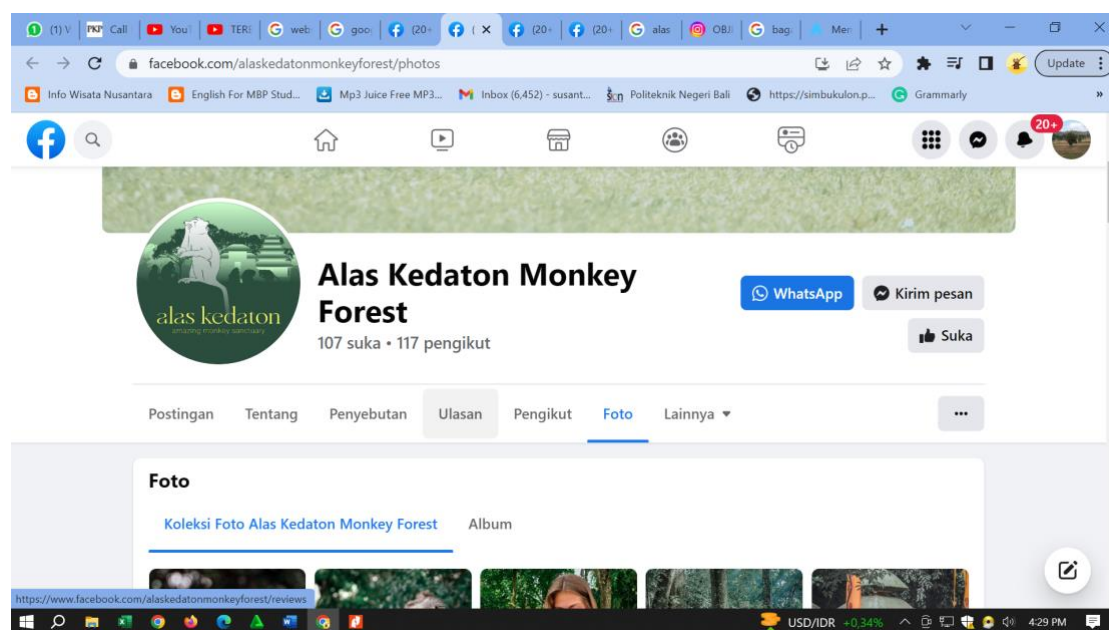 (1) V
PKP Call
You
TERI
web
goo
(20+
(
(20+
(20+
alas
OBJ
bag
Men
facebook.com/alaskedatonmonkeyforest/photos
Update
Info Wisata Nusantara
English For MBP Stud...
Mp3 Juice Free MP3...
Inbox (6,452) - susant...
Politeknik Negeri Bali
https://simbukulon.p...
Grammarly
»
20+
alas kedaton
amazing monkey sanctuary
Alas Kedaton Monkey
Forest
107 suka • 117 pengikut
WhatsApp
Kirim pesan
Suka
Postingan
Tentang
Penyebutan
Ulasan
Pengikut
Foto
Lainnya
Foto
Koleksi Foto Alas Kedaton Monkey Forest
Album
https://www.facebook.com/alaskedatonmonkeyforest/reviews
USD/IDR +0,34%
4:29 PM